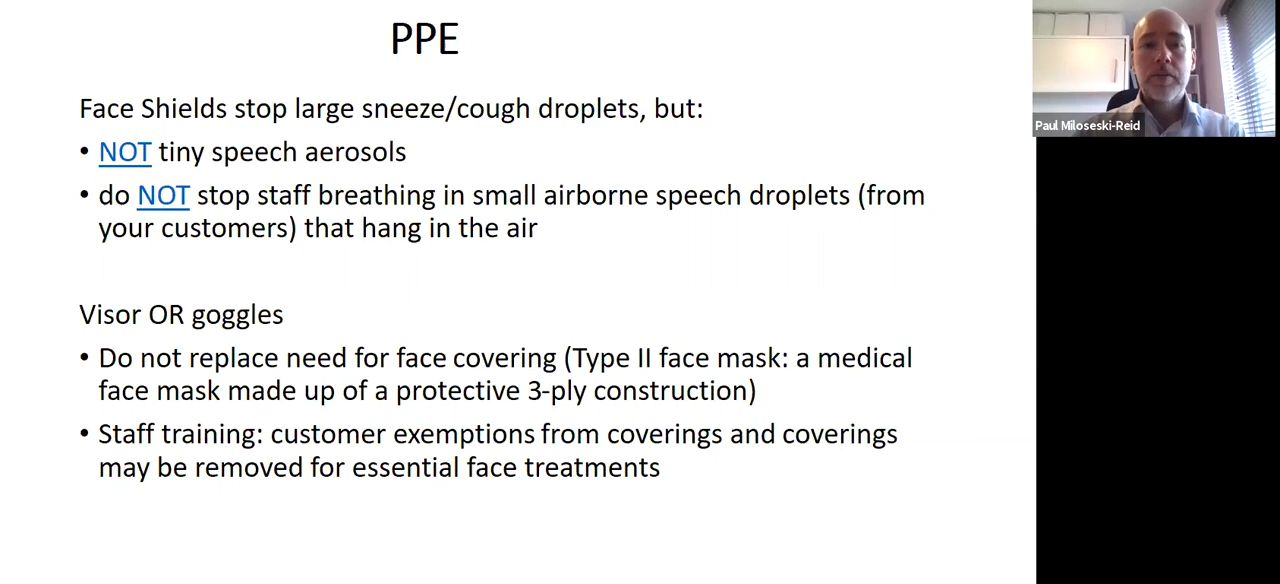 PPE
Face Shields stop large sneeze/cough droplets, but:
• NOT tiny speech aerosols
• do NOT stop staff breathing in small airborne speech droplets (from
your customers) that hang in the air
Visor OR goggles
• Do not replace need for face covering (Type II face mask: a medical
face mask made up of a protective 3-ply construction)
• Staff training: customer exemptions from coverings and coverings
may be removed for essential face treatments
Paul Miloseski-Reid